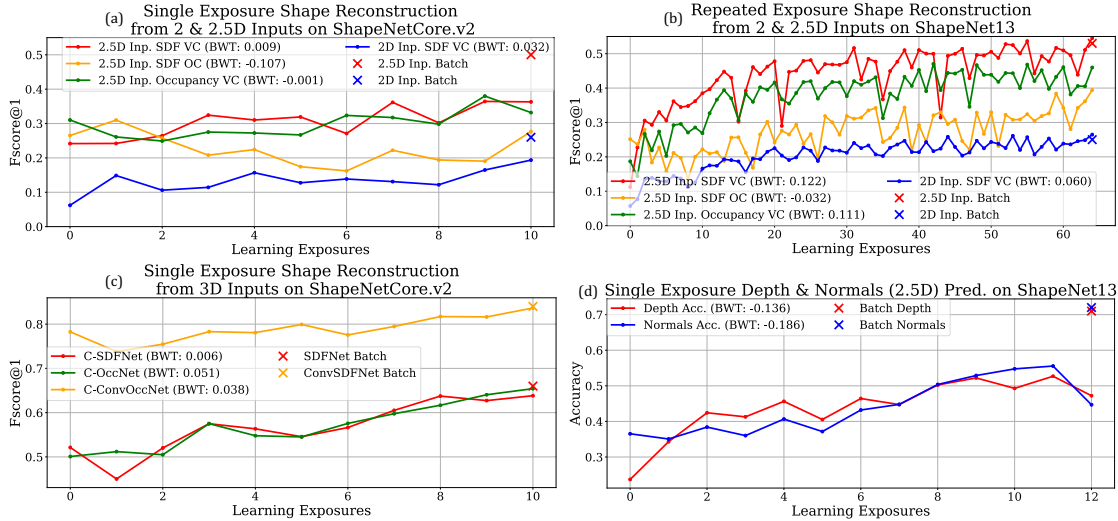 (a)
Single Exposure Shape Reconstruction
from 2 & 2.5D Inputs on ShapeNetCore.v2
2.5D Inp. SDF VC (BWT: 0.009)
2.5D Inp. SDF OC (BWT: -0.107)
2.5D Inp. Occupancy VC (BWT: -0.001)
2D Inp. SDF VC (BWT: 0.032)
2.5D Inp. Batch
2D Inp. Batch
Fscore@1
0.5
0.4
0.3
0.2
0.1
0.0
0 2 4 6 8 10
Learning Exposures
(b)
Repeated Exposure Shape Reconstruction
from 2 & 2.5D Inputs on ShapeNet13
Fscore@1
0.5
0.4
0.3
0.2
0.1
0.0
2.5D Inp. SDF VC (BWT: 0.122)
2.5D Inp. SDF OC (BWT: -0.032)
2.5D Inp. Occupancy VC (BWT: 0.111)
2D Inp. SDF VC (BWT: 0.060)
2.5D Inp. Batch
2D Inp. Batch
0 10 20 30 40 50 60
Learning Exposures
(c)
Single Exposure Shape Reconstruction
from 3D Inputs on ShapeNetCore.v2
Fscore@1
0.8
0.7
0.6
0.5
C-SDFNet (BWT: 0.006)
C-OccNet (BWT: 0.051)
C-ConvOccNet (BWT: 0.038)
SDFNet Batch
ConvSDFNet Batch
0 2 4 6 8 10
Learning Exposures
(d)
Single Exposure Depth & Normals (2.5D) Pred. on ShapeNet13
Depth Acc. (BWT: -0.136)
Normals Acc. (BWT: -0.186)
Batch Depth
Batch Normals
Accuracy
0.7
0.6
0.5
0.4
0.3
0 2 4 6 8 10 12
Learning Exposures